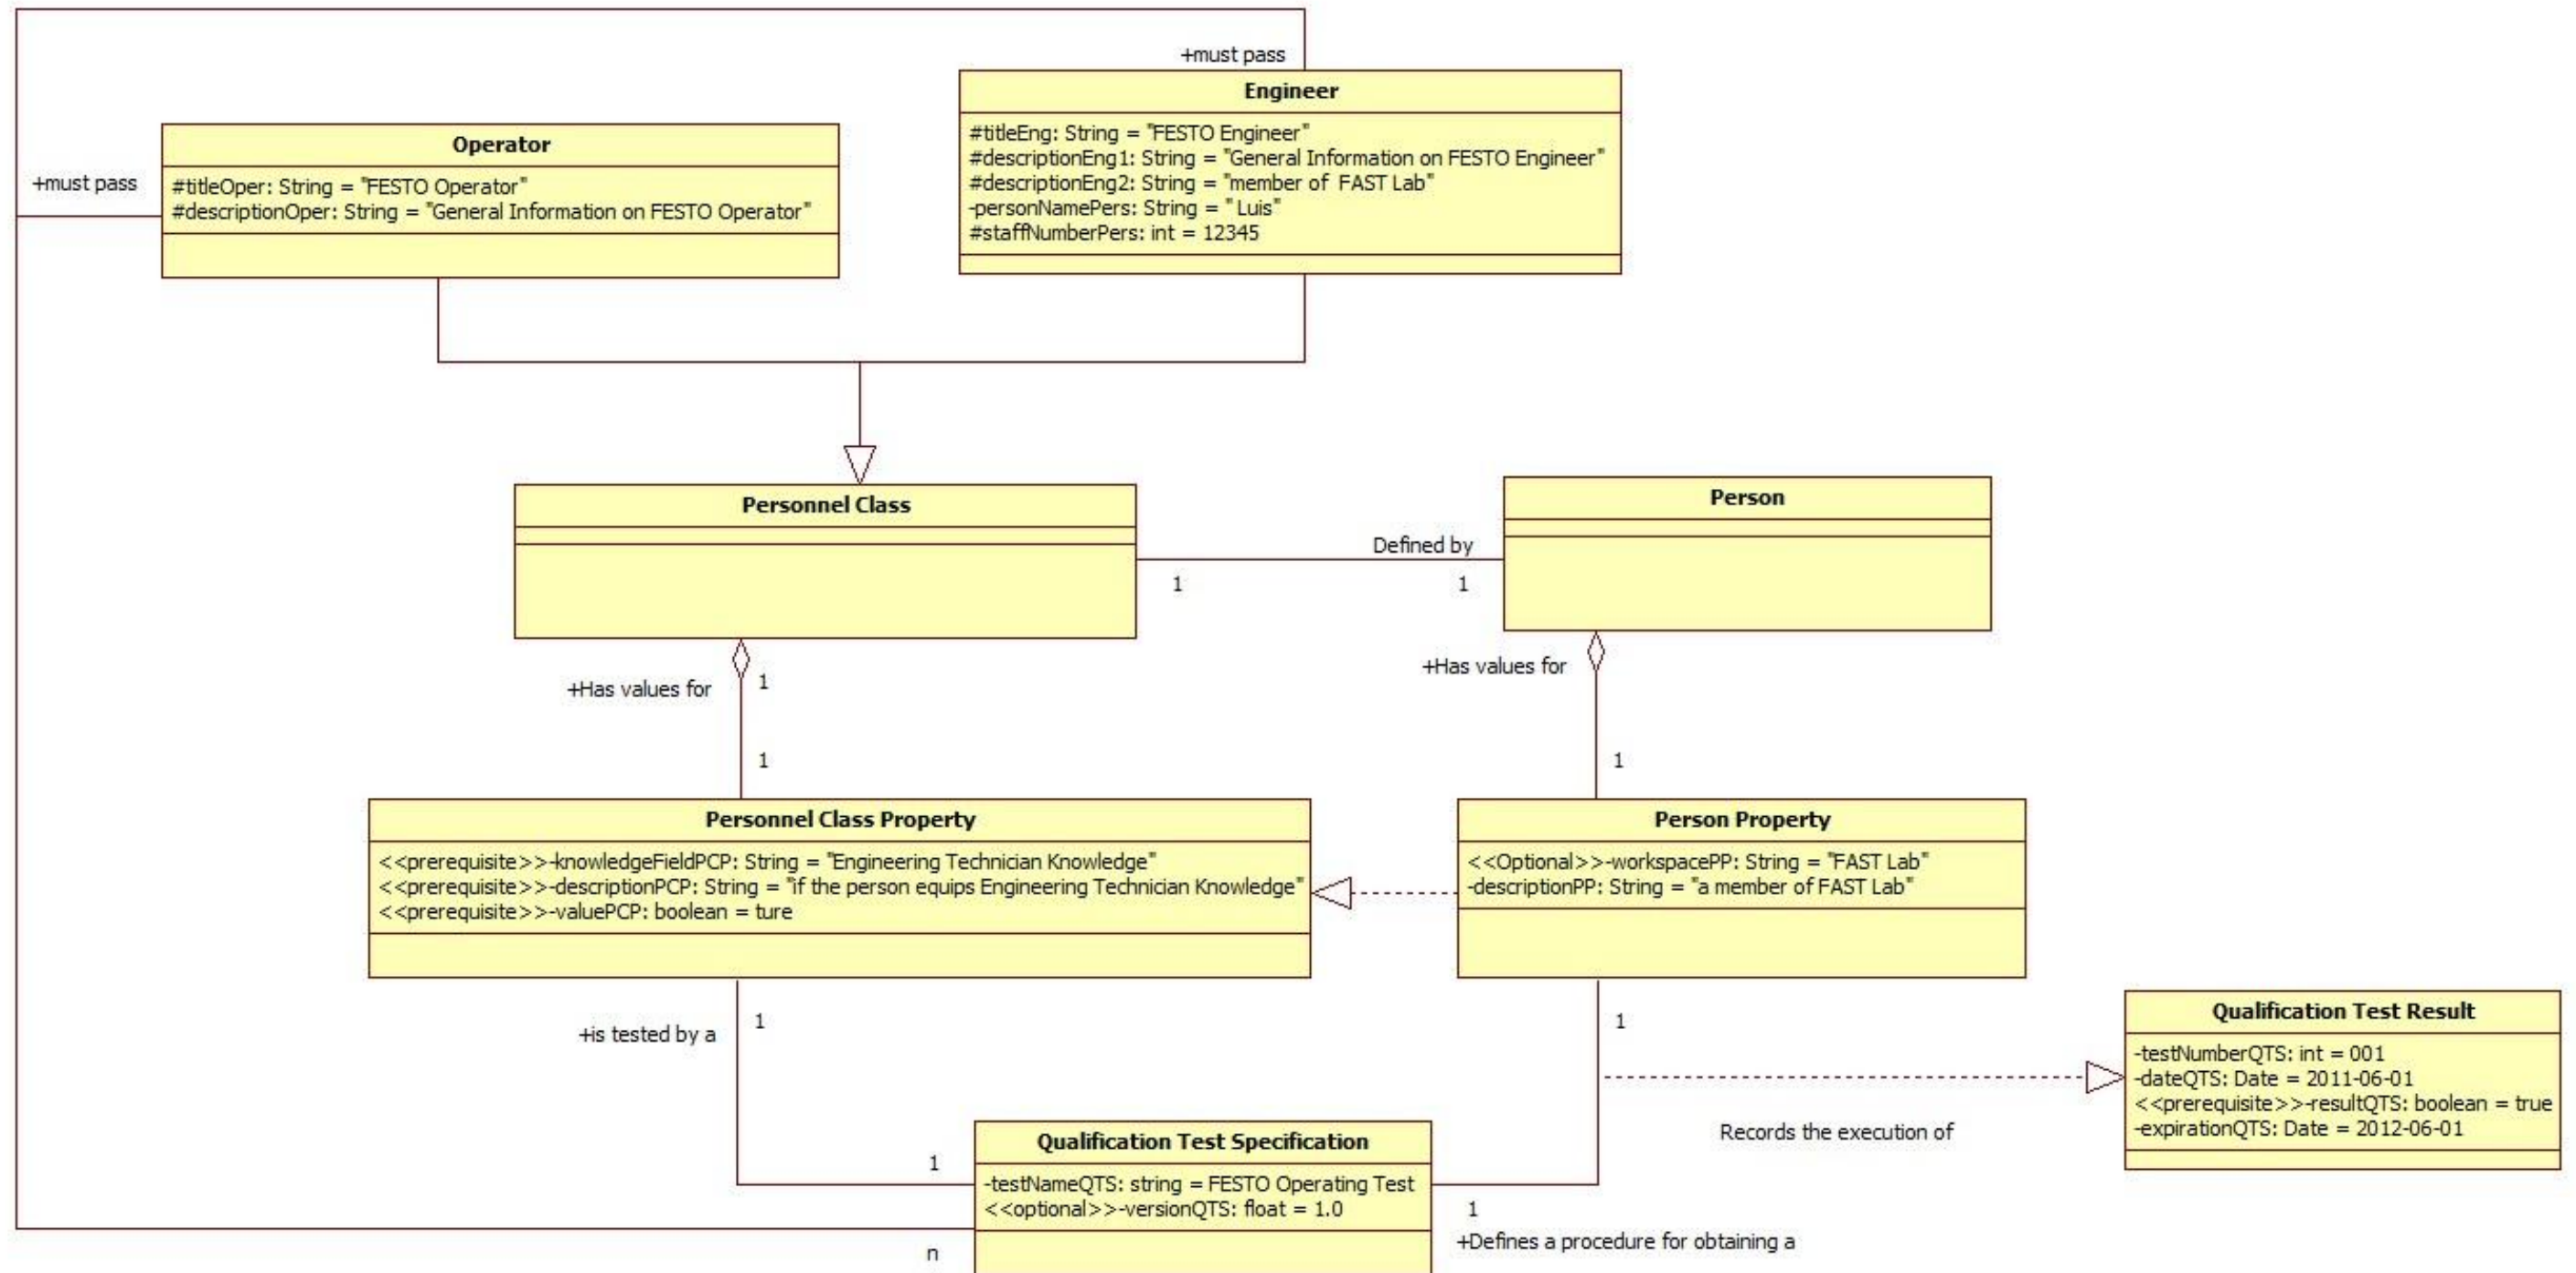 +must pass
Engineer
#titleEng: String = "FESTO Engineer"
#descriptionEng1: String = "General Information on FESTO Engineer"
#descriptionEng2: String = "member of  FAST Lab"
-personNamePers: String = " Luis"
#staffNumberPers: int = 12345
+must pass
Operator
#titleOper: String = "FESTO Operator"
#descriptionOper: String = "General Information on FESTO Operator"
Personnel Class
Person
Defined by
1
1
+Has values for
1
1
+Has values for
1
Personnel Class Property
<<prerequisite>>-knowledgeFieldPCP: String = "Engineering Technician Knowledge"
<<prerequisite>>-descriptionPCP: String = "if the person equips Engineering Technician Knowledge"
<<prerequisite>>-valuePCP: boolean = ture
Person Property
<<Optional>>-workspacePP: String = "FAST Lab"
-descriptionPP: String = "a member of FAST Lab"
+is tested by a
1
1
1
Qualification Test Result
-testNumberQTS: int = 001
-dateQTS: Date = 2011-06-01
<<prerequisite>>-resultQTS: boolean = true
-expirationQTS: Date = 2012-06-01
Records the execution of
Qualification Test Specification
-testNameQTS: string = FESTO Operating Test
<<optional>>-versionQTS: float = 1.0
1
+Defines a procedure for obtaining a
n